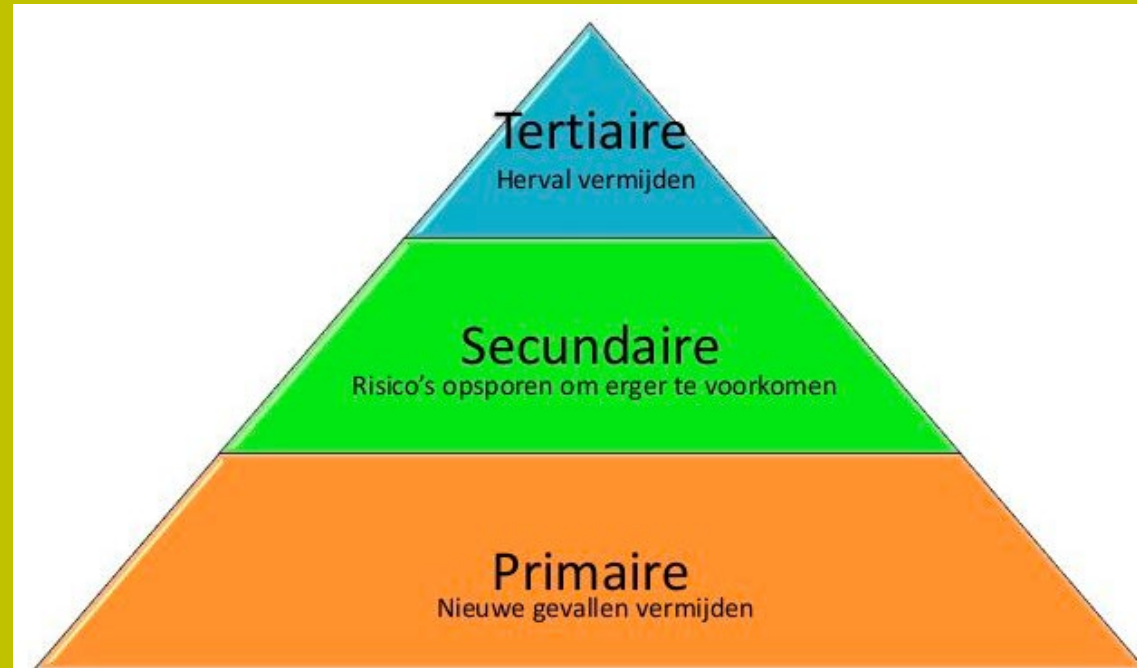 Tertiaire
Herval vermijden
Secundaire
Risico's opsporen om erger te voorkomen
Primaire
Nieuwe gevallen vermijden